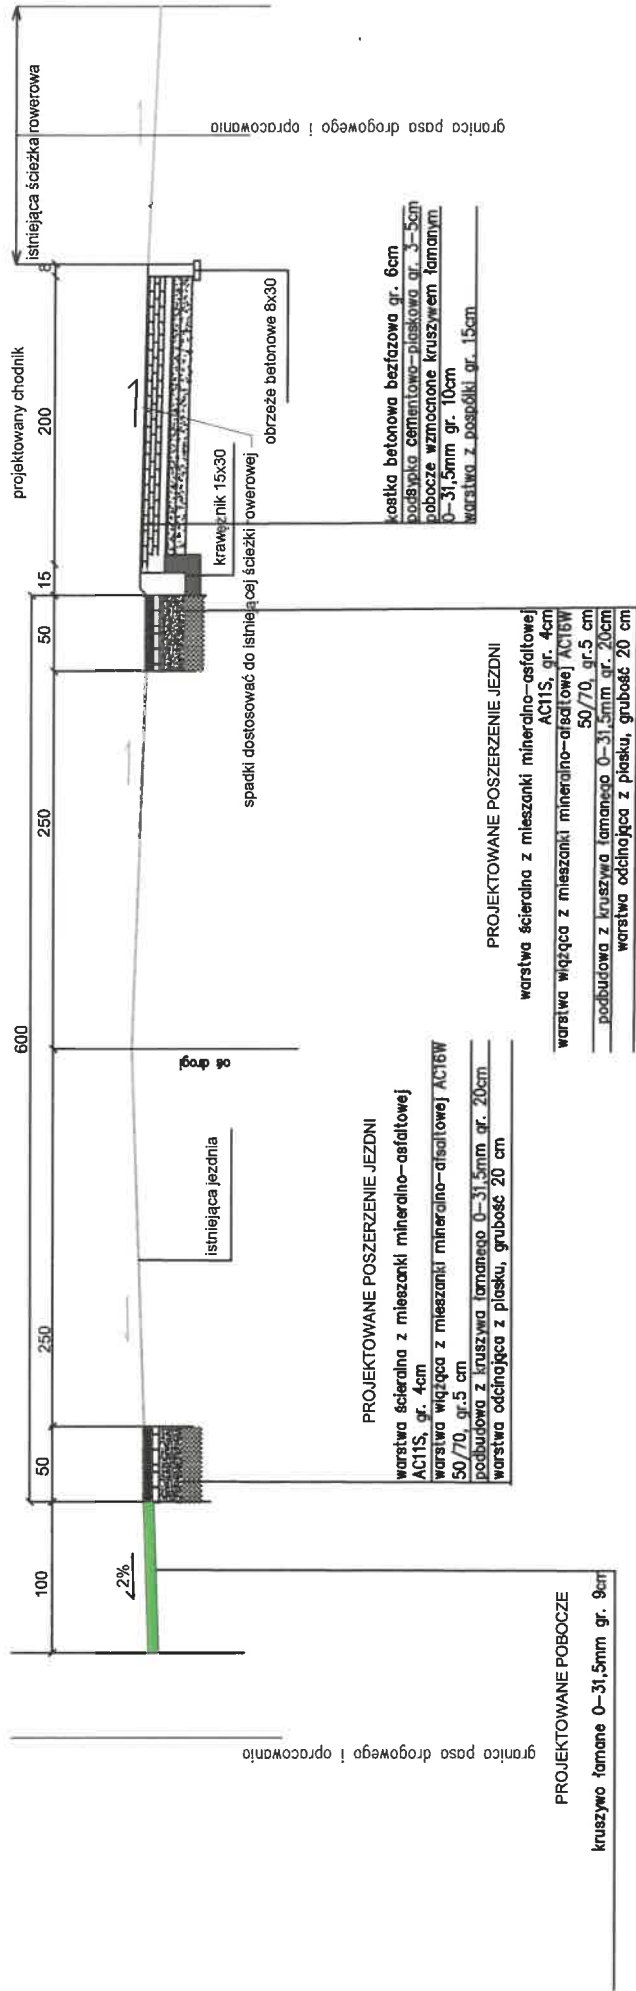 istniejąca ścieżka rowerowa
projektowany chodnik
600
100
50
250
250
50
15
200
8
2%
granica pasa drogowego i opracowania
istniejąca jezdnia
oś drogi
spadki dostosować do istniejącej ścieżki rowerowej
krawężnik 15x30
obrzeże betonowe 8x30
granica pasa drogowego i opracowania
PROJEKTOWANE POBOCZE
kruszywo łamane 0-31,5mm gr. 9cm
PROJEKTOWANE POSZERZENIE JEZDNI
warstwa ścieralna z mieszanki mineralno-asfaltowej
AC11S, gr. 4cm
warstwa wiążąca z mieszanki mineralno-afsaltowej AC16W
50/70, gr.5 cm
podbudowa z kruszywa łamanego 0-31,5mm gr. 20cm
warstwa odcinająca z piasku, grubość 20 cm
PROJEKTOWANE POSZERZENIE JEZDNI
warstwa ścieralna z mieszanki mineralno-asfaltowej
AC11S, gr. 4cm
warstwa wiążąca z mieszanki mineralno-afsaltowej AC16W
50/70, gr.5 cm
podbudowa z kruszywa łamanego 0-31,5mm gr. 20cm
warstwa odcinająca z piasku, grubość 20 cm
kostka betonowa bezfazowa gr. 6cm
podsypka cementowo-piaskowa gr. 3-5cm
pobocze wzmocnone kruszywem łamanym
0-31,5mm gr. 10cm
warstwa z pospółki gr. 15cm